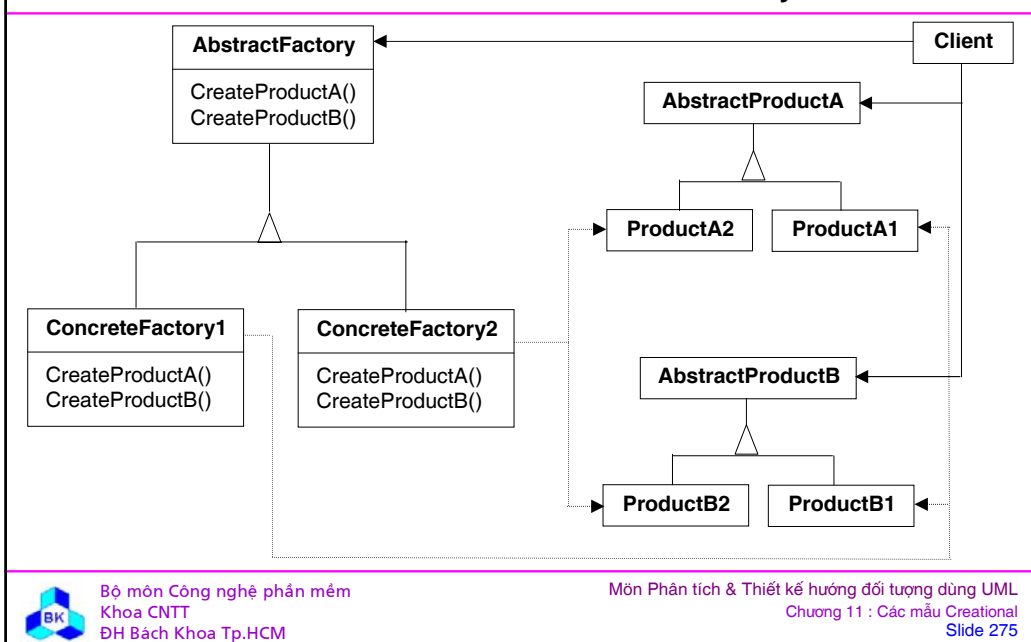 AbstractFactory
Client
CreateProductA()
CreateProductB()
AbstractProductA
ProductA2
ProductA1
ConcreteFactory1
ConcreteFactory2
CreateProductA()
CreateProductB()
CreateProductA()
CreateProductB()
AbstractProductB
ProductB2
ProductB1
BK
Bộ môn Công nghệ phần mềm
Khoa CNTT
ĐH Bách Khoa Tp.HCM
Môn Phân tích & Thiết kế hướng đối tượng dùng UML
Chương 11 : Các mẫu Creational
Slide 275